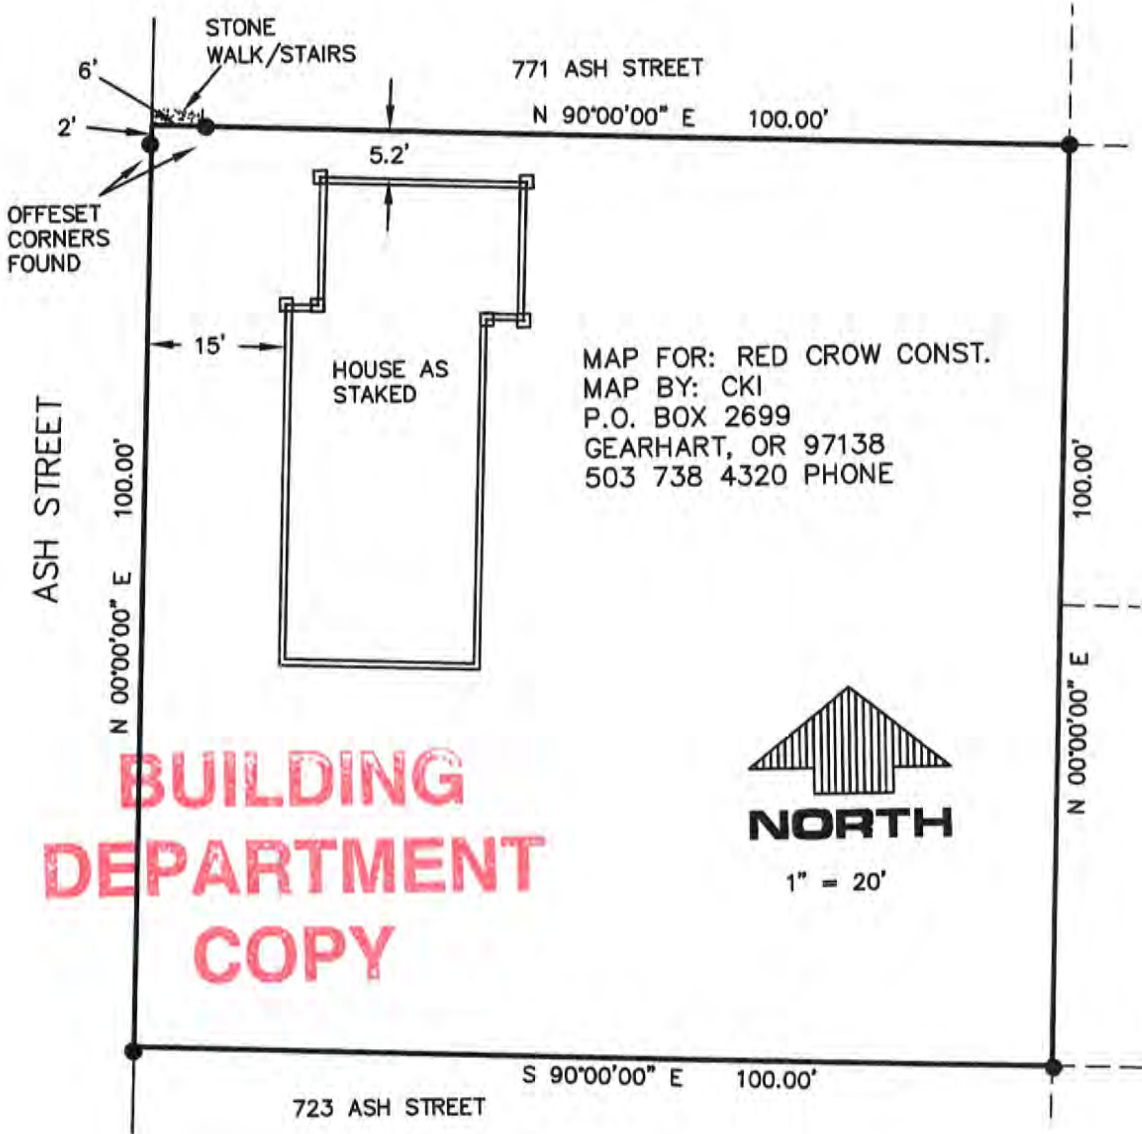 STONE
WALK/STAIRS
6'
771 ASH STREET
N 90°00'00" E 100.00'
2'
5.2'
OFFESET
CORNERS
FOUND
15'
HOUSE AS
STAKED
MAP FOR: RED CROW CONST.
MAP BY: CKI
P.O. BOX 2699
GEARHART, OR 97138
503 738 4320 PHONE
ASH STREET
N 00°00'00" E 100.00'
N 00°00'00" E 100.00'
BUILDING
DEPARTMENT
COPY
NORTH
1" = 20'
S 90°00'00" E 100.00'
723 ASH STREET